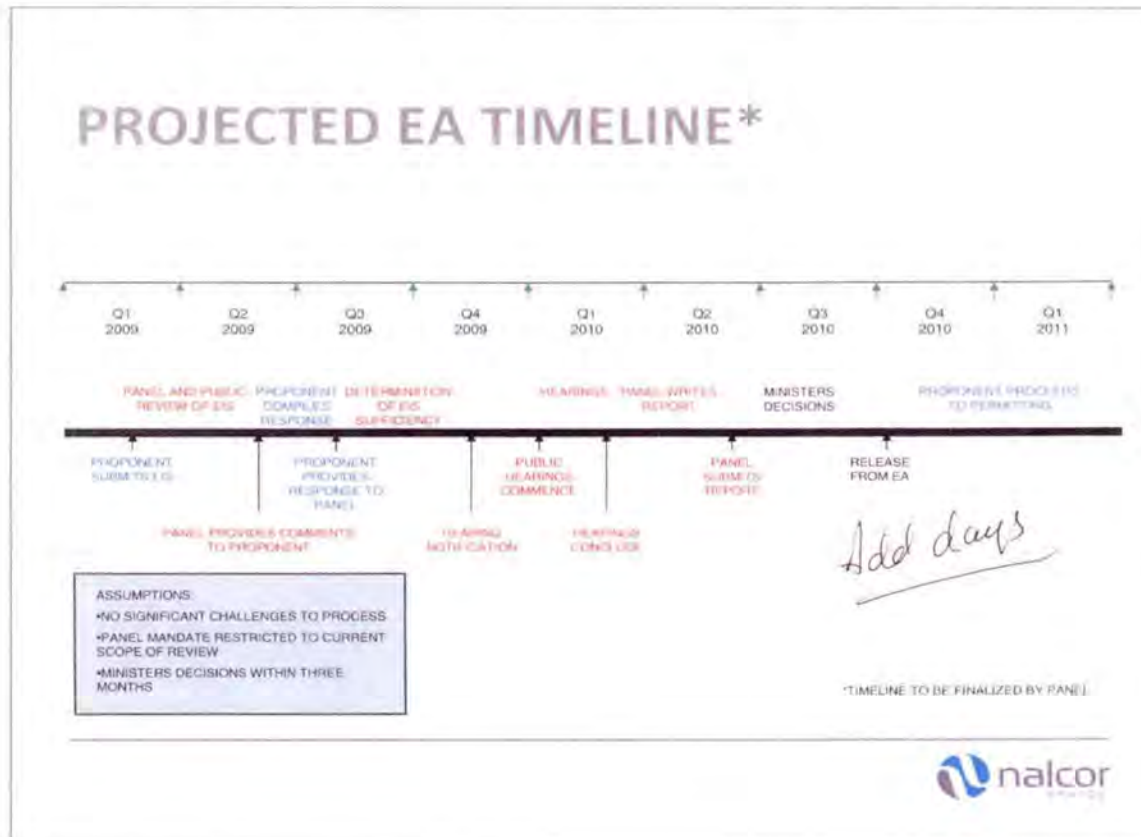 PROJECTED EA TIMELINE*
Q1
2009
Q2
2009
Q3
2009
Q4
2009
Q1
2010
Q2
2010
Q3
2010
Q4
2010
Q1
2011
PANEL AND PUBLIC
REVIEW OF EIS
PROPONENT
COMPILES
RESPONSE
DETERMINATION
OF EIS
SUFFICIENCY
HEARINGS
PANEL WRITES
REPORT
MINISTERS
DECISIONS
PROPONENT PROCEEDS
TO PERMITTING
PROPONENT
SUBMITS EIS
PROPONENT
PROVIDES
RESPONSE TO
PANEL
PUBLIC
HEARINGS
COMMENCE
PANEL
SUBMITS
REPORT
RELEASE
FROM EA
PANEL PROVIDES COMMENTS
TO PROPONENT
HEARING
NOTIFICATION
HEARINGS
CONCLUDE
Add days
ASSUMPTIONS:
•NO SIGNIFICANT CHALLENGES TO PROCESS
•PANEL MANDATE RESTRICTED TO CURRENT
SCOPE OF REVIEW
•MINISTERS DECISIONS WITHIN THREE
MONTHS
*TIMELINE TO BE FINALIZED BY PANEL
nalcor
energy